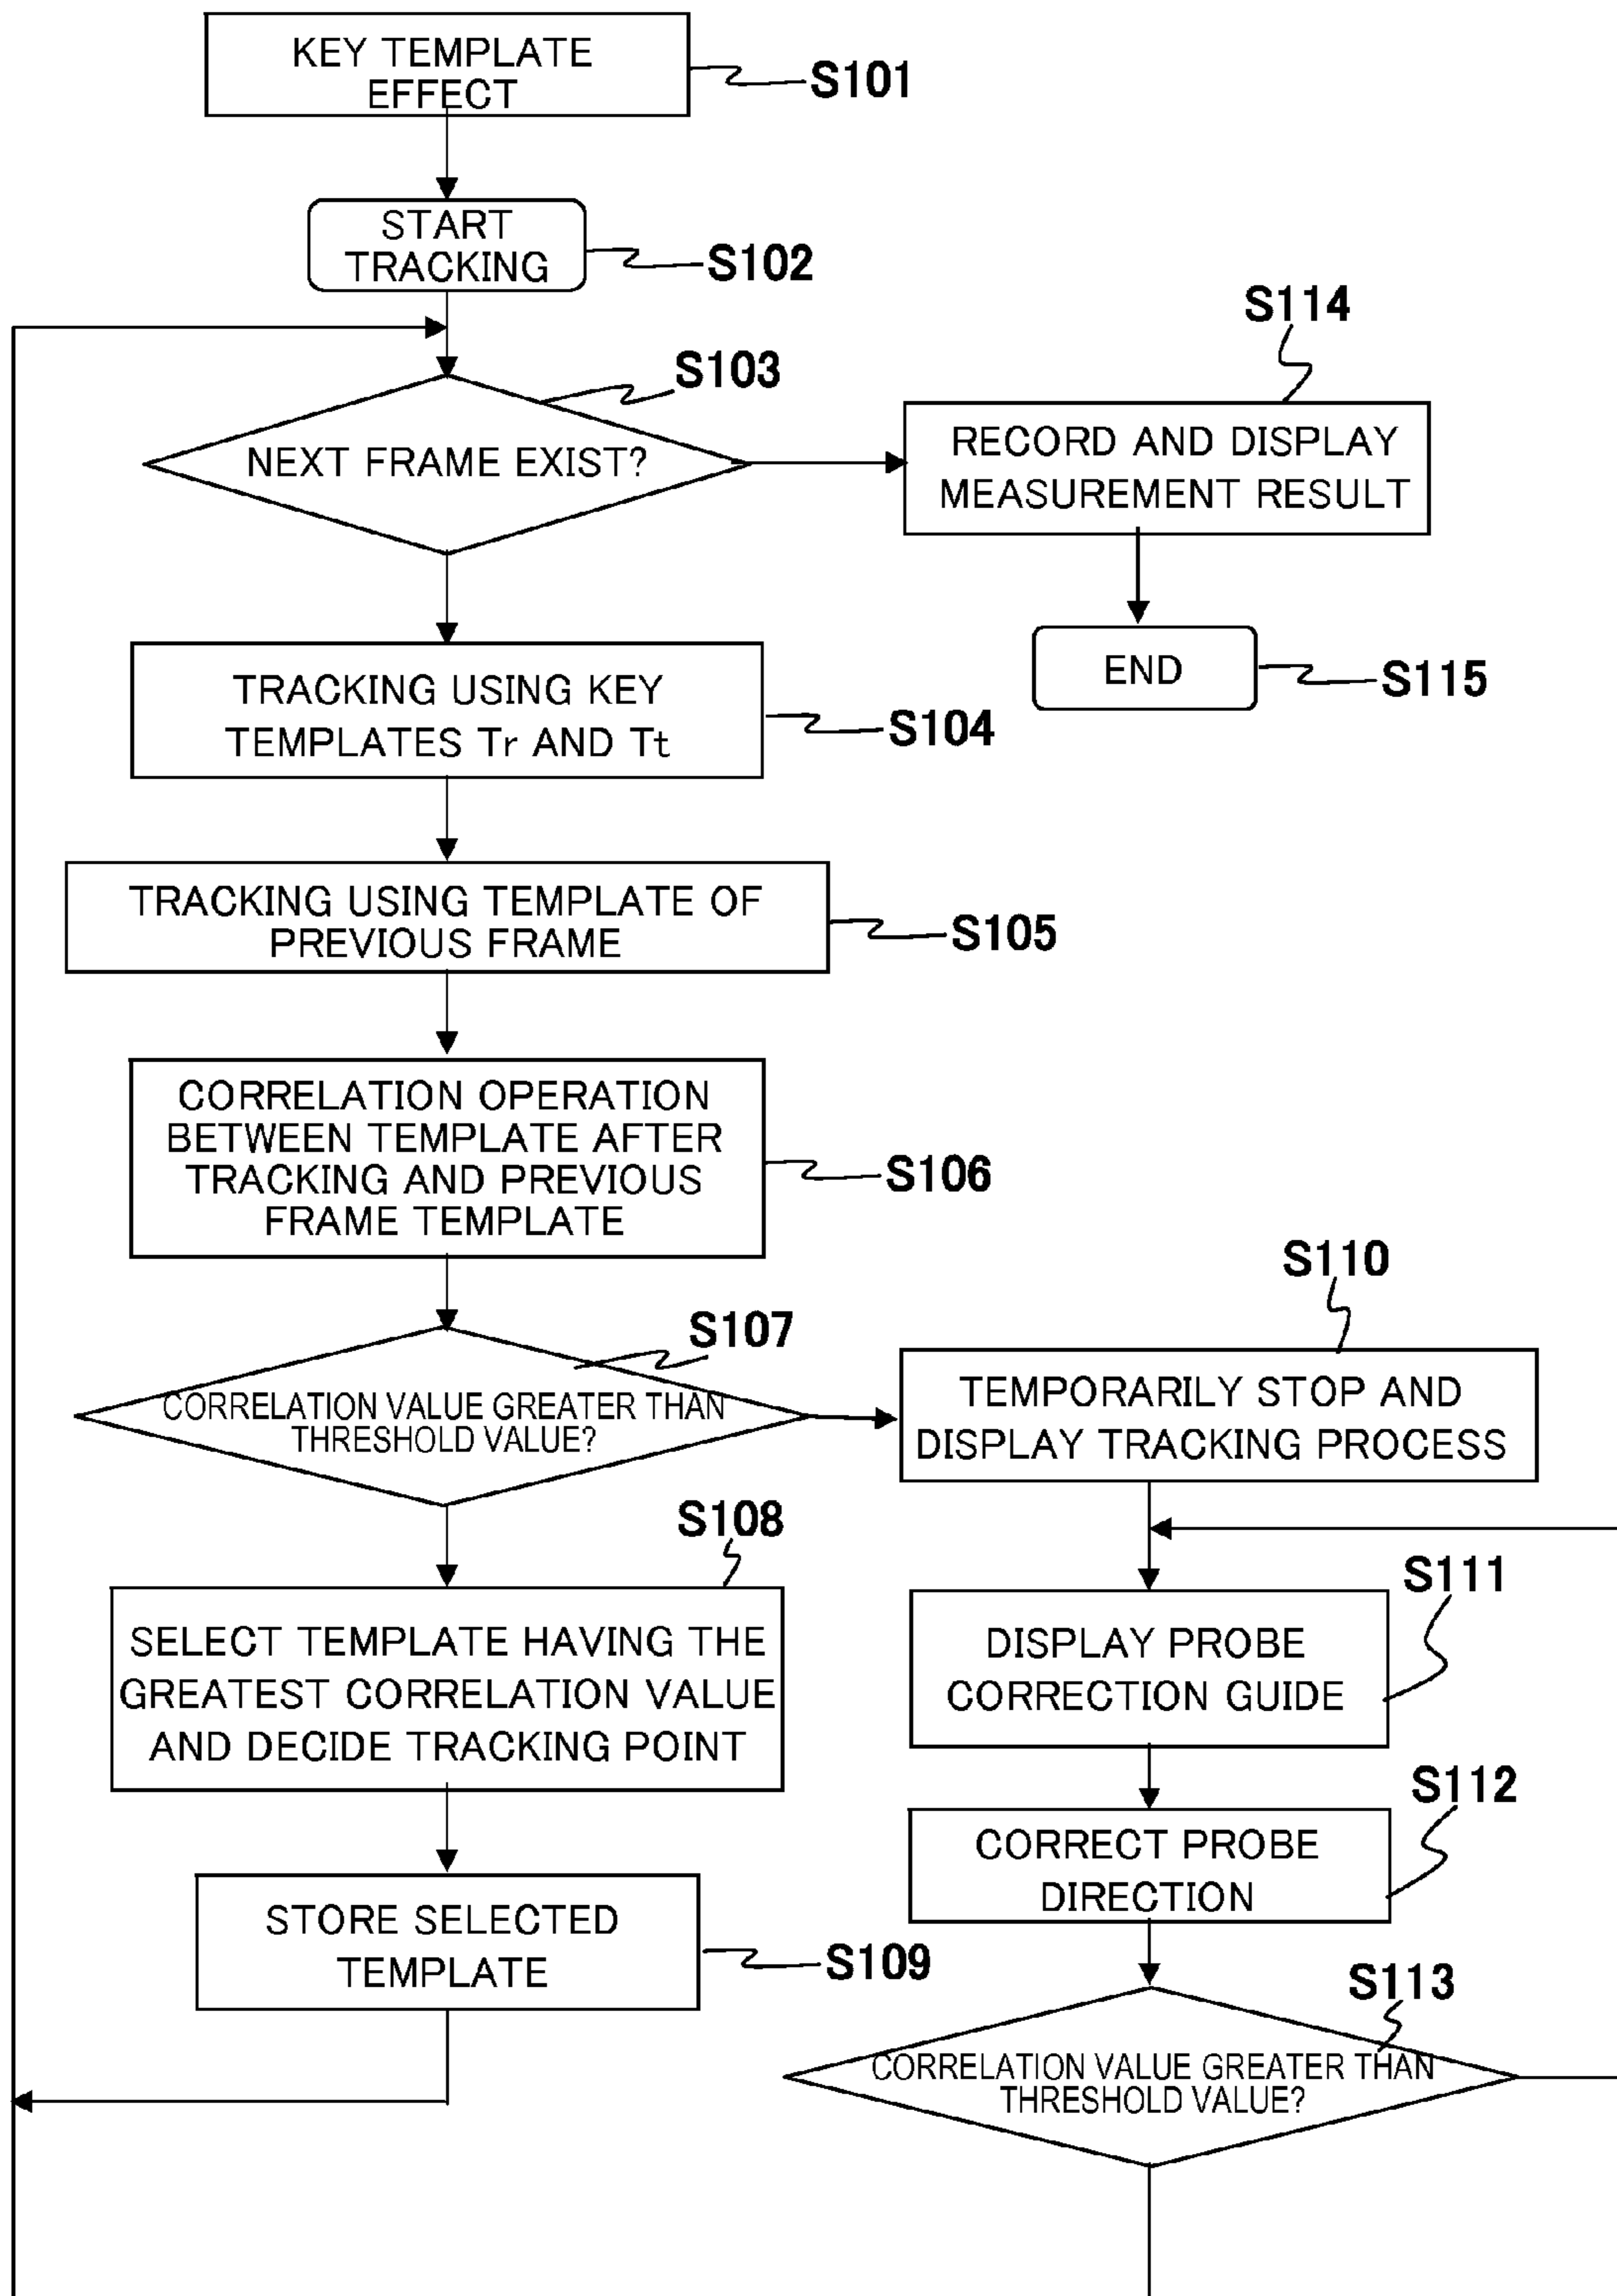 KEY TEMPLATE
EFFECT
S101
START
TRACKING
S102
S114
S103
NEXT FRAME EXIST?
RECORD AND DISPLAY
MEASUREMENT RESULT
END
S115
TRACKING USING KEY
TEMPLATES Tr AND Tt
S104
TRACKING USING TEMPLATE OF
PREVIOUS FRAME
S105
CORRELATION OPERATION
BETWEEN TEMPLATE AFTER
TRACKING AND PREVIOUS
FRAME TEMPLATE
S106
S110
S107
CORRELATION VALUE GREATER THAN
THRESHOLD VALUE?
TEMPORARILY STOP AND
DISPLAY TRACKING PROCESS
S108
SELECT TEMPLATE HAVING THE
GREATEST CORRELATION VALUE
AND DECIDE TRACKING POINT
S111
DISPLAY PROBE
CORRECTION GUIDE
S112
CORRECT PROBE
DIRECTION
STORE SELECTED
TEMPLATE
S109
S113
CORRELATION VALUE GREATER THAN
THRESHOLD VALUE?